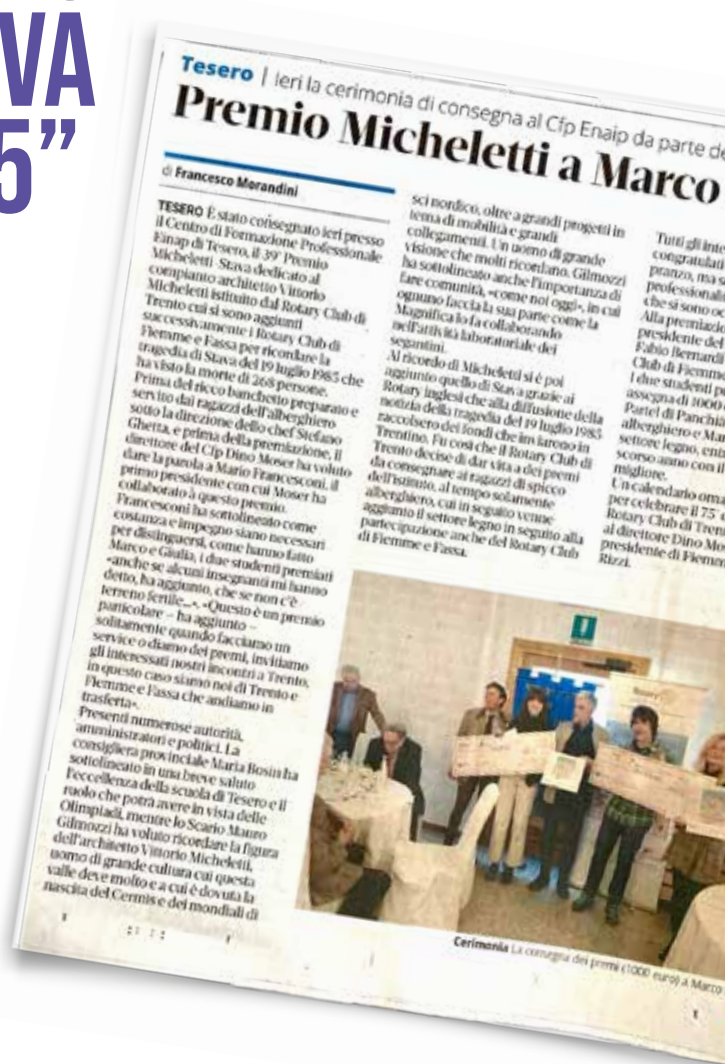 VA
5”
Tesero | Ieri la cerimonia di consegna al Cfp Enaip da parte de
Premio Micheletti a Marco
di Francesco Morandini
TESERO È stato consegnato ieri presso
il Centro di Formazione Professionale
Einap di Tesero, il 39° Premio
Micheletti -Stava dedicato al
compianto architetto Vittorio
Micheletti istituito dal Rotary Club di
Trento cui si sono aggiunti
successivamente i Rotary Club di
Fiemme e Fassa per ricordare la
tragedia di Stava del 19 luglio 1985 che
ha visto la morte di 268 persone.
Prima del ricco banchetto preparato e
servito dai ragazzi dell'alberghiero
sotto la direzione dello chef Stefano
Ghetta, e prima della premiazione, il
direttore del Cfp Dino Moser ha voluto
dare la parola a Mario Francesconi, il
primo presidente con cui Moser ha
collaborato à questo premio.
Francesconi ha sottolineato come
costanza e impegno siano necessari
per distinguersi, come hanno fatto
Marco e Giulia, i due studenti premiati
«anche se alcuni insegnanti mi hanno
detto, ha aggiunto, che se non c'è
terreno fertile...». «Questo è un premio
particolare – ha aggiunto –
solitamente quando facciamo un
service o diamo dei premi, invitiamo
gli interessati nostri incontri a Trento,
in questo caso siamo noi di Trento e
Fiemme e Fassa che andiamo in
trasferta».
Presenti numerose autorità,
amministratori e politici. La
consigliera provinciale Maria Bosin ha
sottolineato in una breve saluto
l'eccellenza della scuola di Tesero e il
ruolo che potrà avere in vista delle
Olimpiadi, mentre lo Scario Mauro
Gilmozzi ha voluto ricordare la figura
dell'architetto Vittorio Micheletti,
uomo di grande cultura cui questa
valle deve molto e a cui è dovuta la
nascita del Cermis e dei mondiali di
sci nordico, oltre a grandi progetti in
tema di mobilità e grandi
collegamenti. Un uomo di grande
visione che molti ricordano. Gilmozzi
ha sottolineato anche l'importanza di
fare comunità, «come noi oggi», in cui
ognuno faccia la sua parte come la
Magnifica lo fa collaborando
nell'attività laboratoriale dei
segantini.
Al ricordo di Micheletti si è poi
aggiunto quello di Stava grazie ai
Rotary inglesi che alla diffusione della
notizia della tragedia del 19 luglio 1985
raccolsero dei fondi che inviarono in
Trentino. Fu così che il Rotary Club di
Trento decise di dar vita a dei premi
da consegnare ai ragazzi di spicco
dell'istituto, al tempo solamente
alberghiero, cui in seguito venne
aggiunto il settore legno in seguito alla
partecipazione anche del Rotary Club
di Fiemme e Fassa.
Tutti gli inte
congratulati
pranzo, ma s
professionale
che si sono oc
Alla premiazio
presidente del
Fabio Bernardi
Club di Fiemme
I due studenti p
assegna di 1000
Partel di Panchià
alberghiero e Mar
settore legno, entr
scorso anno con il
migliore.
Un calendario oma
per celebrare il 75°
Rotary Club di Tren
al direttore Dino Mo
presidente di Fiemm
Rizzi.
Rotary
Cerimonia La consegna dei premi (1000 euro) a Marco